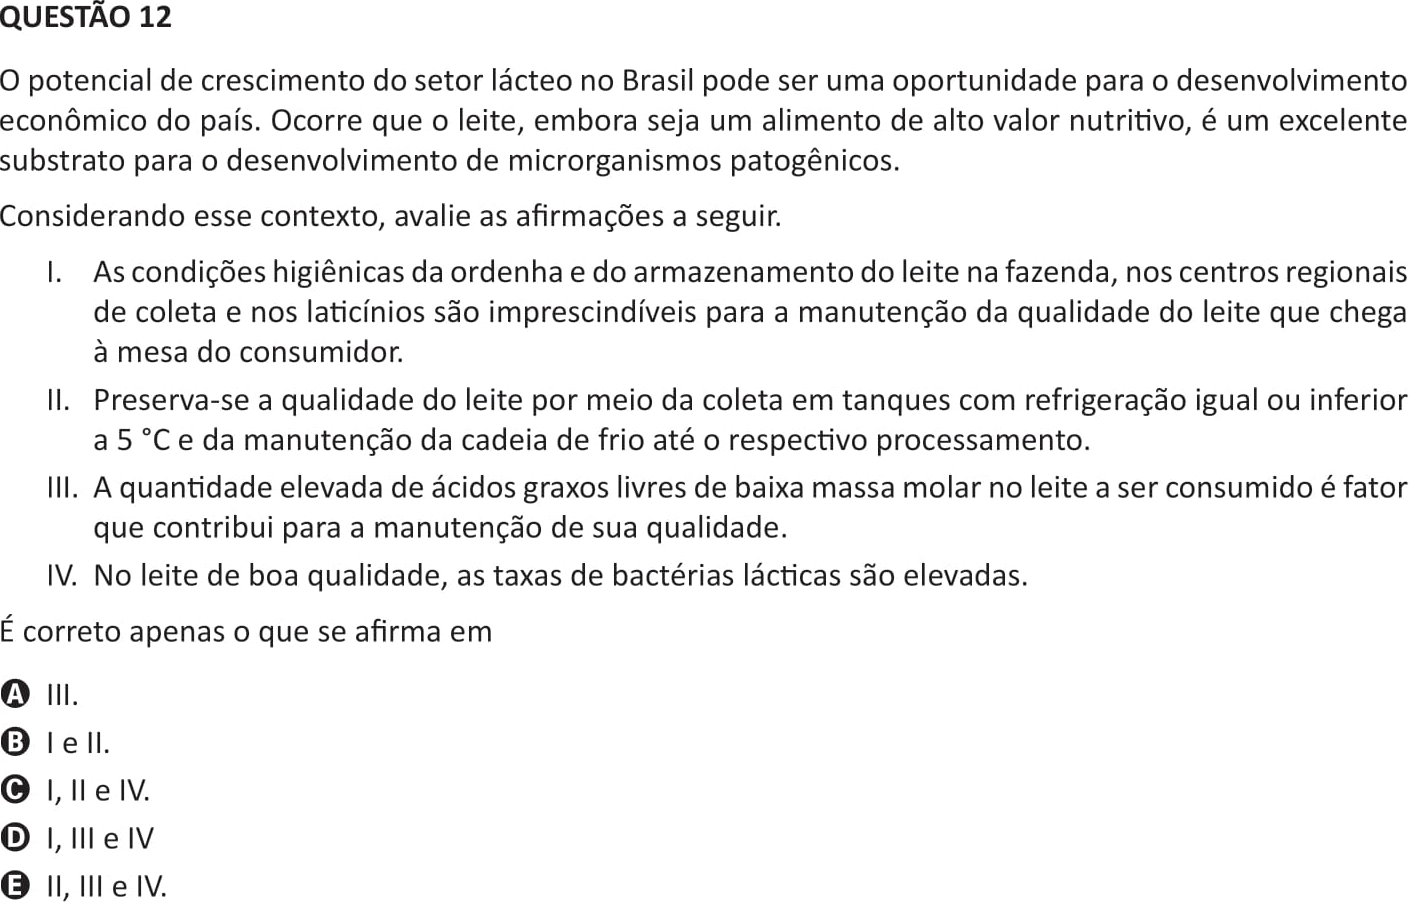 QUESTÃO 12
O potencial de crescimento do setor lácteo no Brasil pode ser uma oportunidade para o desenvolvimento
econômico do país. Ocorre que o leite, embora seja um alimento de alto valor nutritivo, é um excelente
substrato para o desenvolvimento de microrganismos patogênicos.
Considerando esse contexto, avalie as afirmações a seguir.
I. As condições higiênicas da ordenha e do armazenamento do leite na fazenda, nos centros regionais
de coleta e nos laticínios são imprescindíveis para a manutenção da qualidade do leite que chega
à mesa do consumidor.
II. Preserva-se a qualidade do leite por meio da coleta em tanques com refrigeração igual ou inferior
a 5 °C e da manutenção da cadeia de frio até o respectivo processamento.
III. A quantidade elevada de ácidos graxos livres de baixa massa molar no leite a ser consumido é fator
que contribui para a manutenção de sua qualidade.
IV. No leite de boa qualidade, as taxas de bactérias lácticas são elevadas.
É correto apenas o que se afirma em
A III.
B I e II.
C I, II e IV.
D I, III e IV
E II, III e IV.